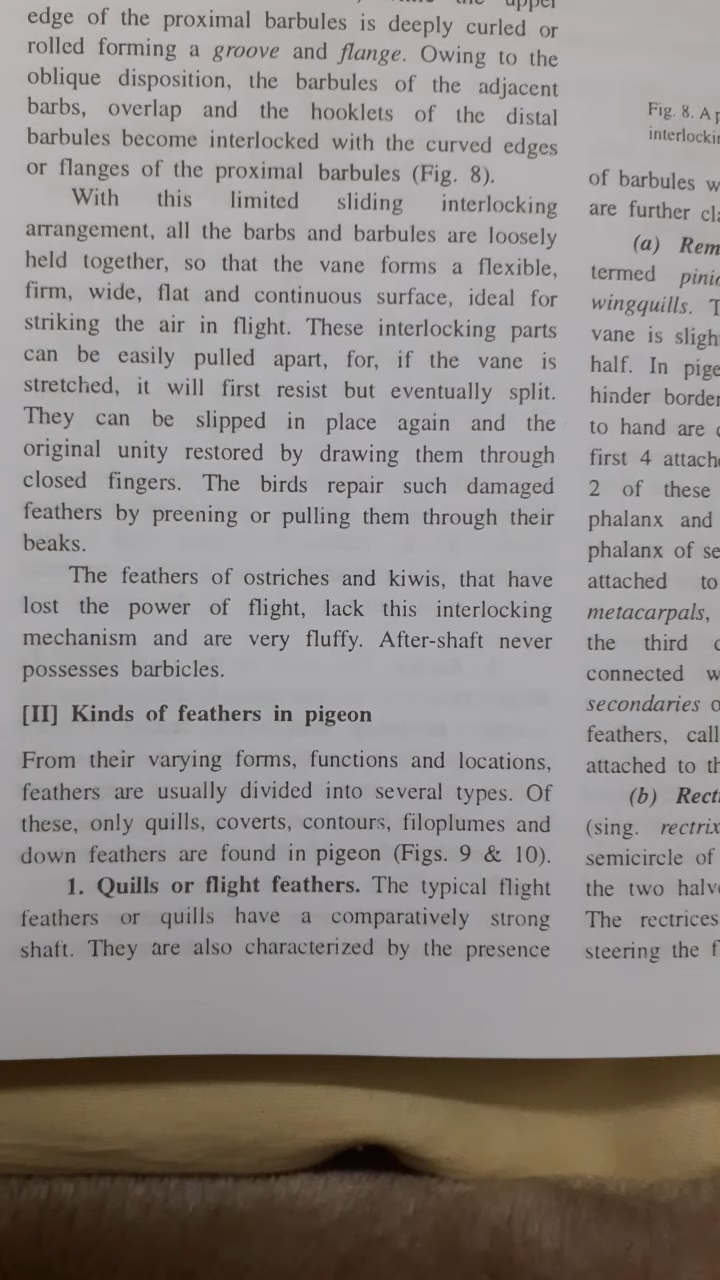 upper
edge of the proximal barbules is deeply curled or
rolled forming a groove and flange. Owing to the
oblique disposition, the barbules of the adjacent
barbs, overlap and the hooklets of the distal
barbules become interlocked with the curved edges
or flanges of the proximal barbules (Fig. 8).
With this limited sliding interlocking
arrangement, all the barbs and barbules are loosely
held together, so that the vane forms a flexible,
firm, wide, flat and continuous surface, ideal for
striking the air in flight. These interlocking parts
can be easily pulled apart, for, if the vane is
stretched, it will first resist but eventually split.
They can be slipped in place again and the
original unity restored by drawing them through
closed fingers. The birds repair such damaged
feathers by preening or pulling them through their
beaks.
The feathers of ostriches and kiwis, that have
lost the power of flight, lack this interlocking
mechanism and are very fluffy. After-shaft never
possesses barbicles.
[II] Kinds of feathers in pigeon
From their varying forms, functions and locations,
feathers are usually divided into several types. Of
these, only quills, coverts, contours, filoplumes and
down feathers are found in pigeon (Figs. 9 & 10).
1. Quills or flight feathers. The typical flight
feathers or quills have a comparatively strong
shaft. They are also characterized by the presence
Fig. 8. A
of barbules
are further
(a)
termed
wingquills.
vane is
half. In
hinder
to hand are
first 4
2 of these
phalanx and
phalanx of
attached to
metacarpals,
the third
connected
secondaries
feathers,
attached to
(b)
(sing. rectrix
semicircle of
the two
The rectrices
steering the